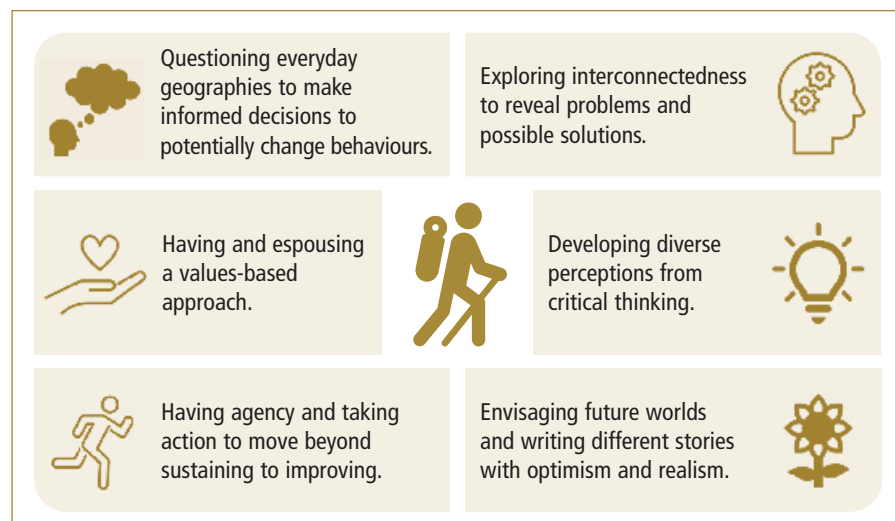 Questioning everyday
geographies to make
informed decisions to
potentially change behaviours.
Exploring interconnectedness
to reveal problems and
possible solutions.
Having and espousing
a values-based
approach.
Developing diverse
perceptions from
critical thinking.
Having agency and taking
action to move beyond
sustaining to improving.
Envisaging future worlds
and writing different stories
with optimism and realism.